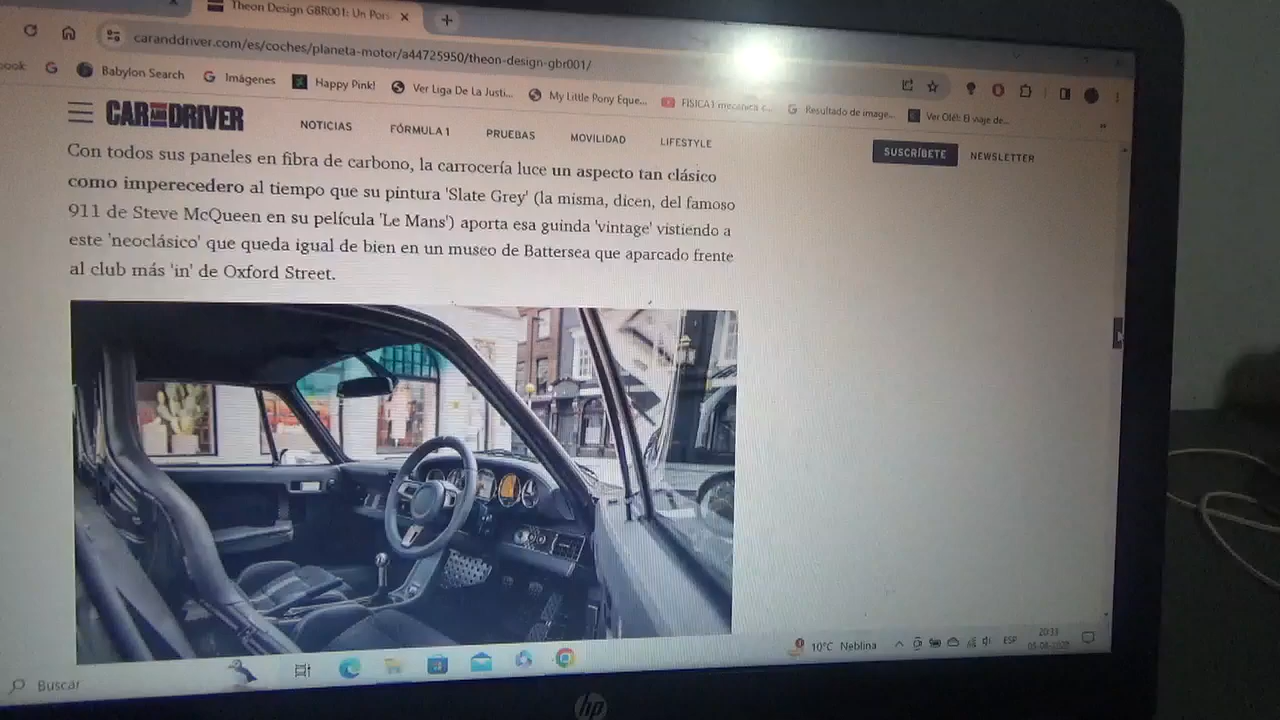 Theon Design GBR001: Un Pors
caranddriver.com/es/coches/planeta-motor/a44725950/theon-design-gbr001/
book
Babylon Search
Imágenes
Happy Pink!
Ver Liga De La Justi...
My Little Pony Eque...
FISICA1 mecanica c...
Resultado de image...
Ver Olé!: El viaje de...
CAR AND DRIVER
NOTICIAS
FÓRMULA 1
PRUEBAS
MOVILIDAD
LIFESTYLE
SUSCRÍBETE
NEWSLETTER
Con todos sus paneles en fibra de carbono, la carrocería luce un aspecto tan clásico
como imperecedero al tiempo que su pintura 'Slate Grey' (la misma, dicen, del famoso
911 de Steve McQueen en su película 'Le Mans') aporta esa guinda 'vintage' vistiendo a
este 'neoclásico' que queda igual de bien en un museo de Battersea que aparcado frente
al club más 'in' de Oxford Street.
Buscar
10°C Neblina
ESP
20:33
hp